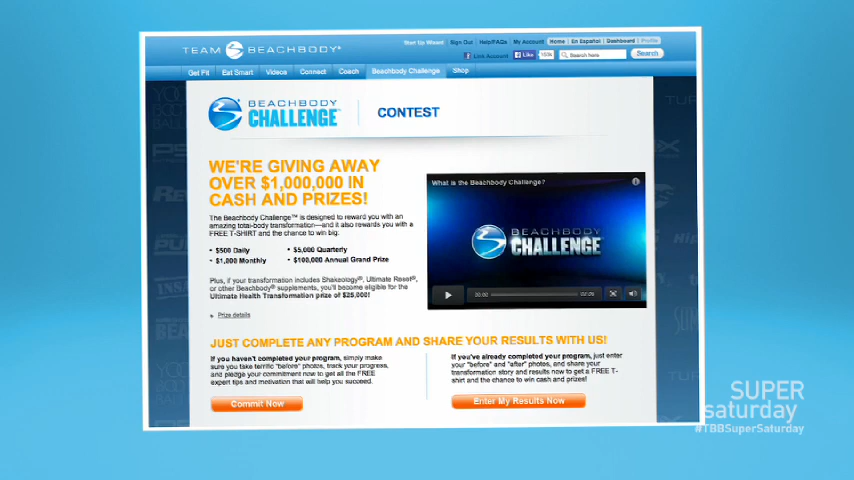 TEAM BEACHBODY®
Start Up Wizard Sign Out Help/FAQs My Account Home En Español Dashboard Profile
Link Account Like Search here Search
Get Fit Eat Smart Videos Connect Coach Beachbody Challenge Shop
BEACHBODY
CHALLENGE
CONTEST
WE'RE GIVING AWAY
OVER $1,000,000 IN
CASH AND PRIZES!
The Beachbody Challenge™ is designed to reward you with an
amazing total-body transformation—and it also rewards you with a
FREE T-SHIRT and the chance to win big:
• $500 Daily • $5,000 Quarterly
• $1,000 Monthly • $100,000 Annual Grand Prize
Plus, if your transformation includes Shakeology®, Ultimate Reset®,
or other Beachbody® supplements, you'll become eligible for the
Ultimate Health Transformation prize of $25,000!
Prize details
What is the Beachbody Challenge?
BEACHBODY
CHALLENGE
00:00
JUST COMPLETE ANY PROGRAM AND SHARE YOUR RESULTS WITH US!
If you haven't completed your program, simply make
sure you take terrific "before" photos, track your progress,
and pledge your commitment now to get all the FREE
expert tips and motivation that will help you succeed.
Commit Now
If you've already completed your program, just enter
your "before" and "after" photos, and share your
transformation story and results now to get a FREE T-
shirt and the chance to win cash and prizes!
Enter My Results Now
SUPER
saturday
#TBBSuperSaturday